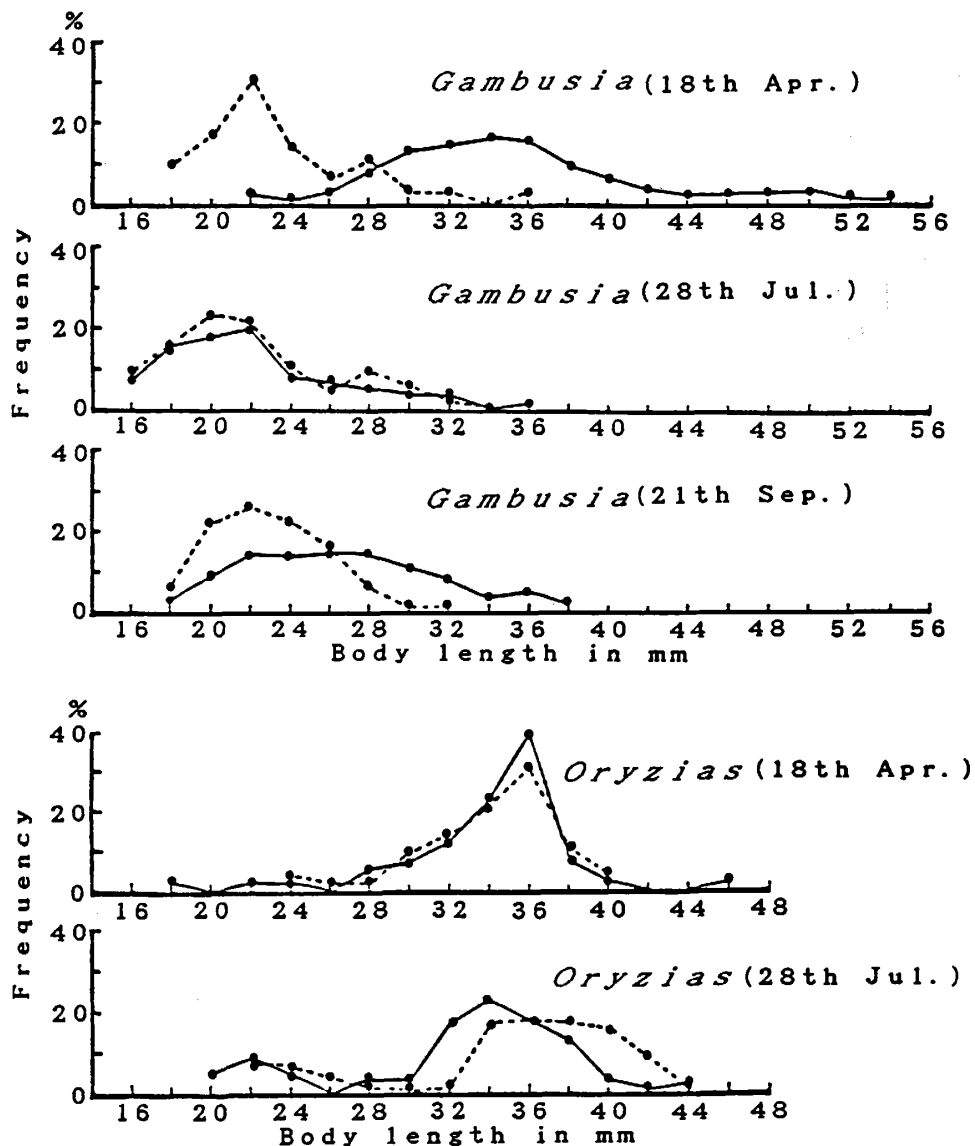 %
40
Gambusia (18th Apr.)
20
0
16 20 24 28 32 36 40 44 48 52 56
40
Gambusia (28th Jul.)
20
0
16 20 24 28 32 36 40 44 48 52 56
40
Gambusia (21th Sep.)
20
0
16 20 24 28 32 36 40 44 48 52 56
Body length in mm
Frequency
%
40
Oryzias (18th Apr.)
20
0
16 20 24 28 32 36 40 44 48
40
Oryzias (28th Jul.)
20
0
16 20 24 28 32 36 40 44 48
Body length in mm
Frequency